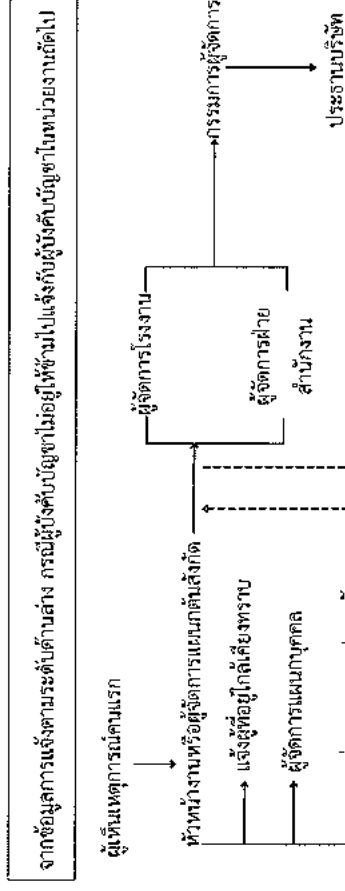 จากข้อมูลการแจ้งตามระดับด้านล่าง กรณีผู้บังคับบัญชาไม่อยู่ให้ข้ามไปแจ้งกับผู้บังคับบัญชาในหน่วยงานถัดไป
ผู้เห็นเหตุการณ์คนแรก
หัวหน้างานหรือผู้จัดการแผนกต้นสังกัด
แจ้งผู้ที่อยู่ใกล้เคียงทราบ
ผู้จัดการแผนกบุคคล
ผู้จัดการโรงงาน
ผู้จัดการฝ่าย
สำนักงาน
กรรมการผู้จัดการ
ประธานบริษัท